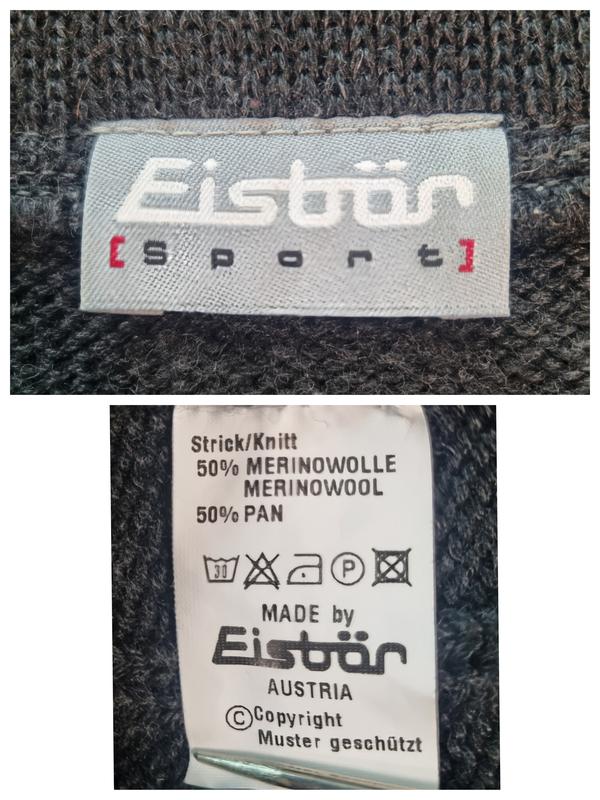 Eisbär
[Sport]
Strick/Knitt
50% MERINOWOLLE
MERINOWOOL
50% PAN
30 P
MADE by
Eisbär
AUSTRIA
©Copyright
Muster geschützt